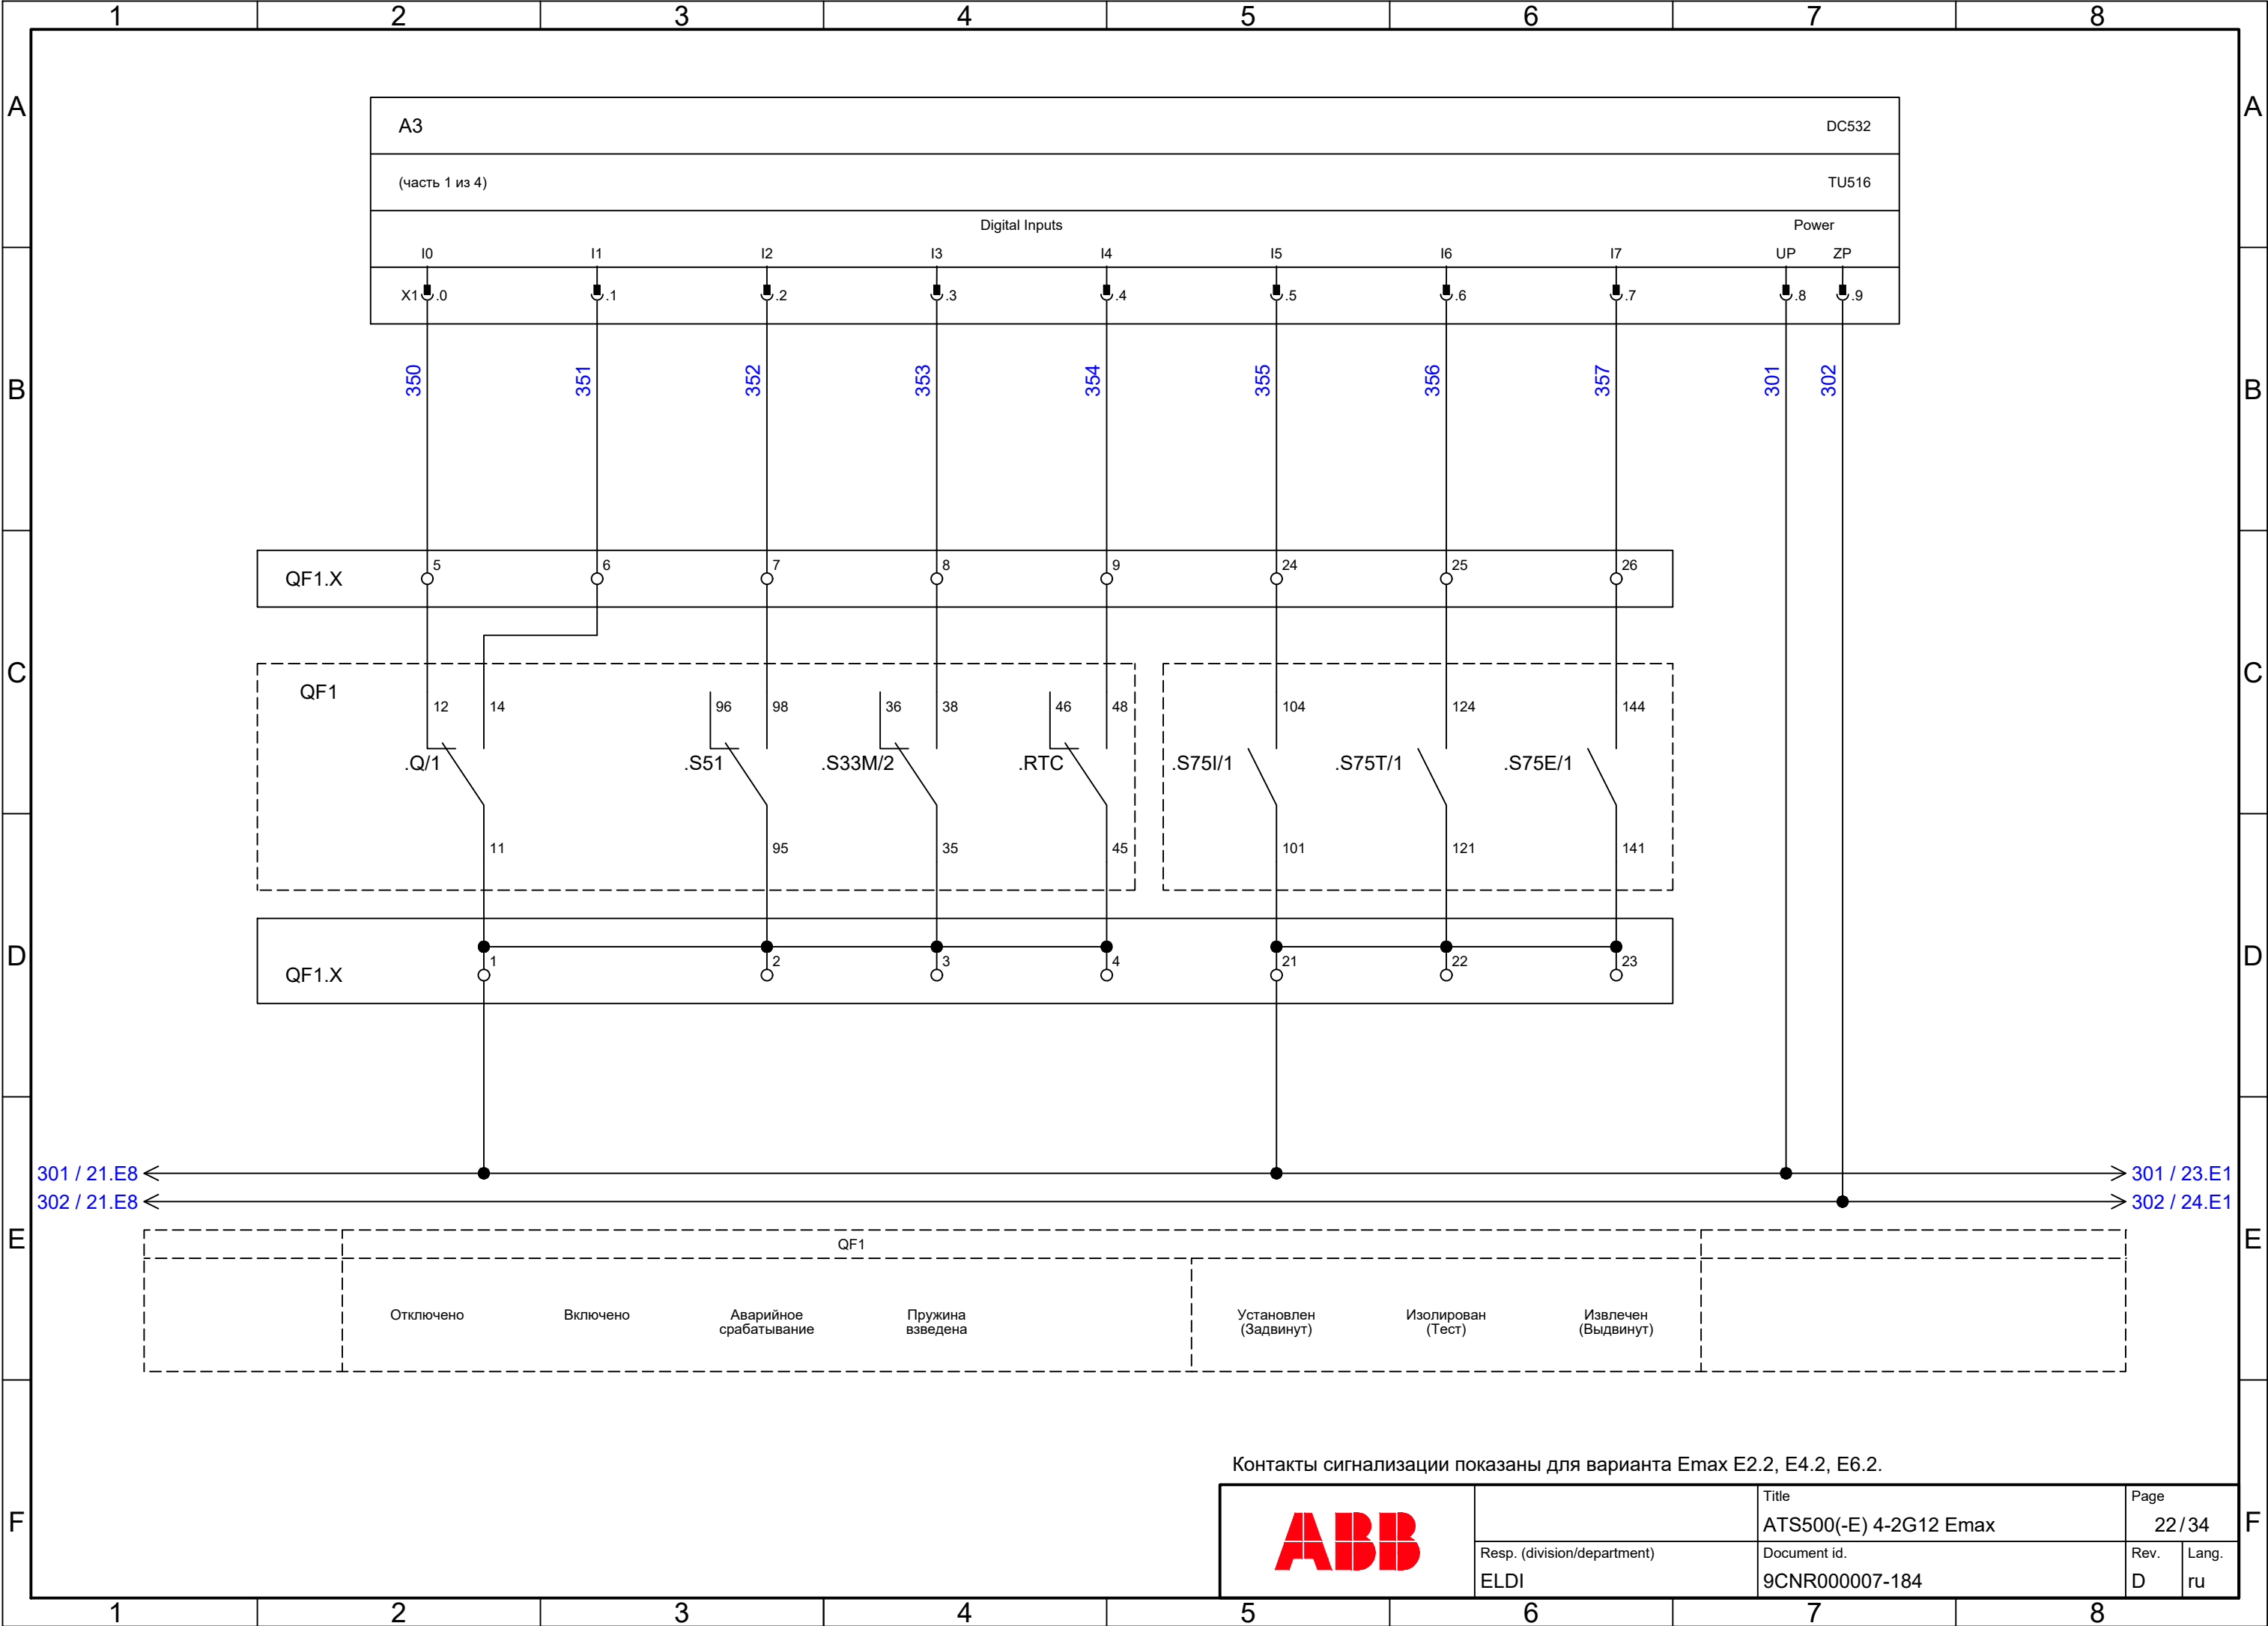 1 2 3 4 5 6 7 8
A A
A3 DC532
(часть 1 из 4) TU516
Digital Inputs Power
I0 I1 I2 I3 I4 I5 I6 I7 UP ZP
X1 .0 .1 .2 .3 .4 .5 .6 .7 .8 .9
350 351 352 353 354 355 356 357 301 302
B B
QF1.X 5 6 7 8 9 24 25 26
C C
QF1
12 14 96 98 36 38 46 48 104 124 144
.Q/1 .S51 .S33M/2 .RTC .S75I/1 .S75T/1 .S75E/1
11 95 35 45 101 121 141
D D
QF1.X 1 2 3 4 21 22 23
301 / 21.E8 301 / 23.E1
302 / 21.E8 302 / 24.E1
E E
QF1
Отключено Включено Аварийное Пружина Установлен Изолирован Извлечен
срабатывание взведена (Задвинут) (Тест) (Выдвинут)
Контакты сигнализации показаны для варианта Emax E2.2, E4.2, E6.2.
F F
ABB
Title Page
ATS500(-E) 4-2G12 Emax 22/34
Resp. (division/department) Document id. Rev. Lang.
ELDI 9CNR000007-184 D ru
1 2 3 4 5 6 7 8